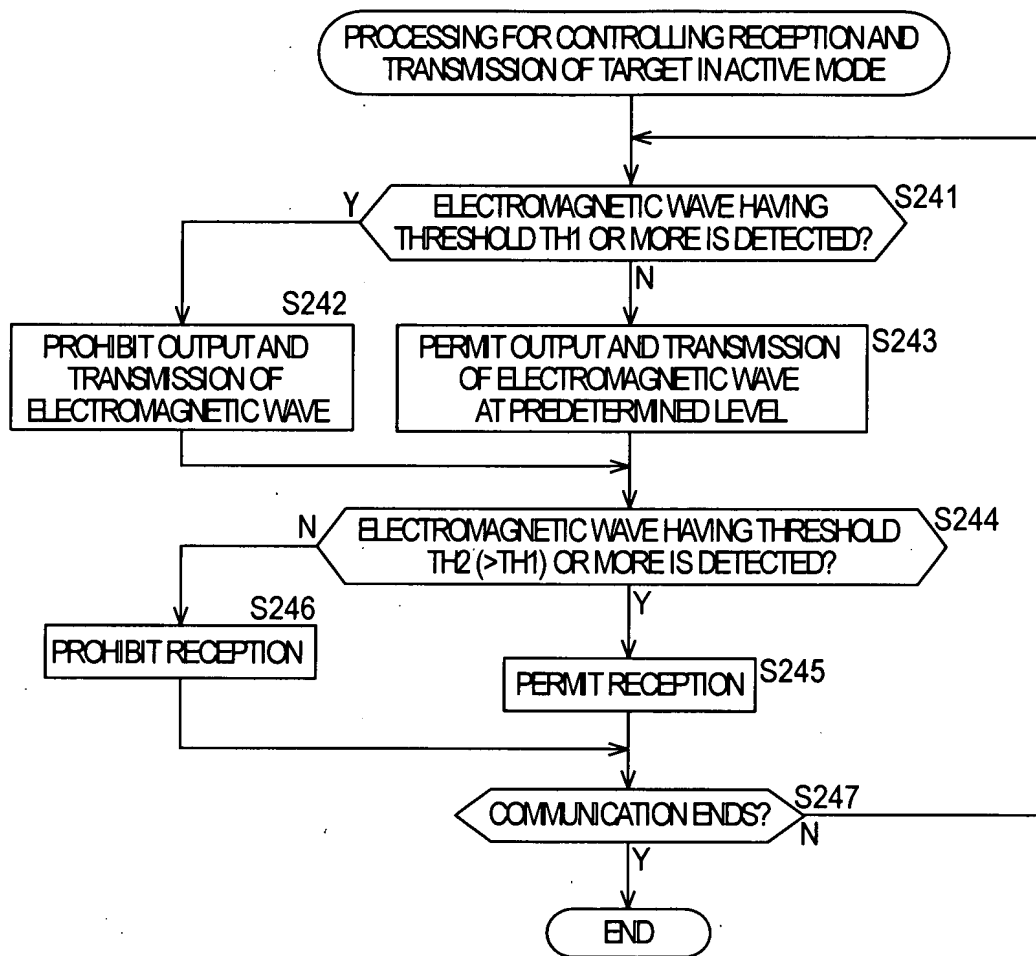 PROCESSING FOR CONTROLLING RECEPTION AND
TRANSMISSION OF TARGET IN ACTIVE MODE
S241
Y
ELECTROMAGNETIC WAVE HAVING
THRESHOLD TH1 OR MORE IS DETECTED?
N
S242
PROHIBIT OUTPUT AND
TRANSMISSION OF
ELECTROMAGNETIC WAVE
S243
PERMIT OUTPUT AND TRANSMISSION
OF ELECTROMAGNETIC WAVE
AT PREDETERMINED LEVEL
S244
N
ELECTROMAGNETIC WAVE HAVING THRESHOLD
TH2 (>TH1) OR MORE IS DETECTED?
Y
S246
PROHIBIT RECEPTION
S245
PERMIT RECEPTION
S247
COMMUNICATION ENDS?
N
Y
END